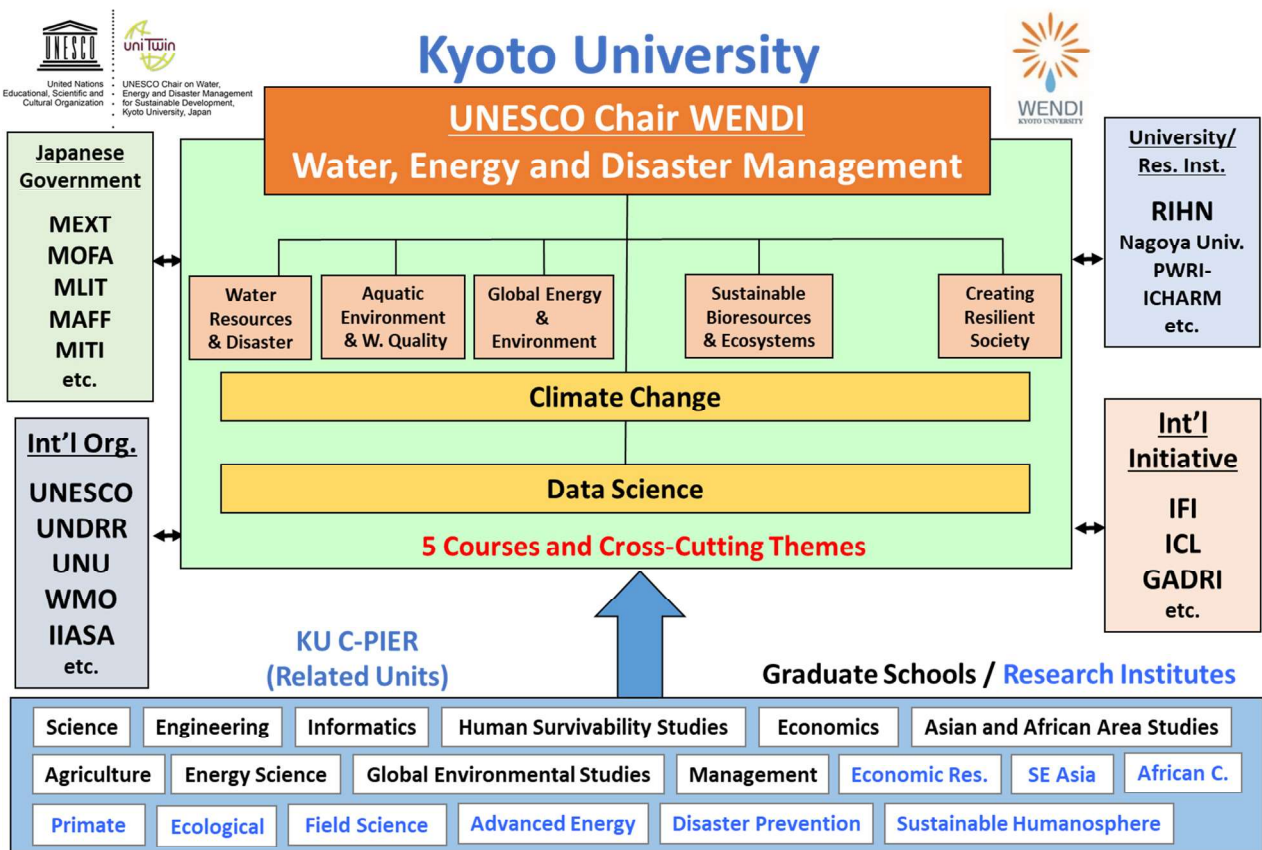 UNESCO
United Nations
Educational, Scientific and
Cultural Organization
uniTwin
UNESCO Chair on Water,
Energy and Disaster Management
for Sustainable Development,
Kyoto University, Japan
Kyoto University
WENDI
KYOTO UNIVERSITY
UNESCO Chair WENDI
Water, Energy and Disaster Management
Japanese
Government
MEXT
MOFA
MLIT
MAFF
MITI
etc.
University/
Res. Inst.
RIHN
Nagoya Univ.
PWRI-
ICHARM
etc.
Water
Resources
& Disaster
Aquatic
Environment
& W. Quality
Global Energy
&
Environment
Sustainable
Bioresources
& Ecosystems
Creating
Resilient
Society
Climate Change
Data Science
5 Courses and Cross-Cutting Themes
Int'l Org.
UNESCO
UNDRR
UNU
WMO
IIASA
etc.
Int'l
Initiative
IFI
ICL
GADRI
etc.
KU C-PIER
(Related Units)
Graduate Schools / Research Institutes
Science
Engineering
Informatics
Human Survivability Studies
Economics
Asian and African Area Studies
Agriculture
Energy Science
Global Environmental Studies
Management
Economic Res.
SE Asia
African C.
Primate
Ecological
Field Science
Advanced Energy
Disaster Prevention
Sustainable Humanosphere